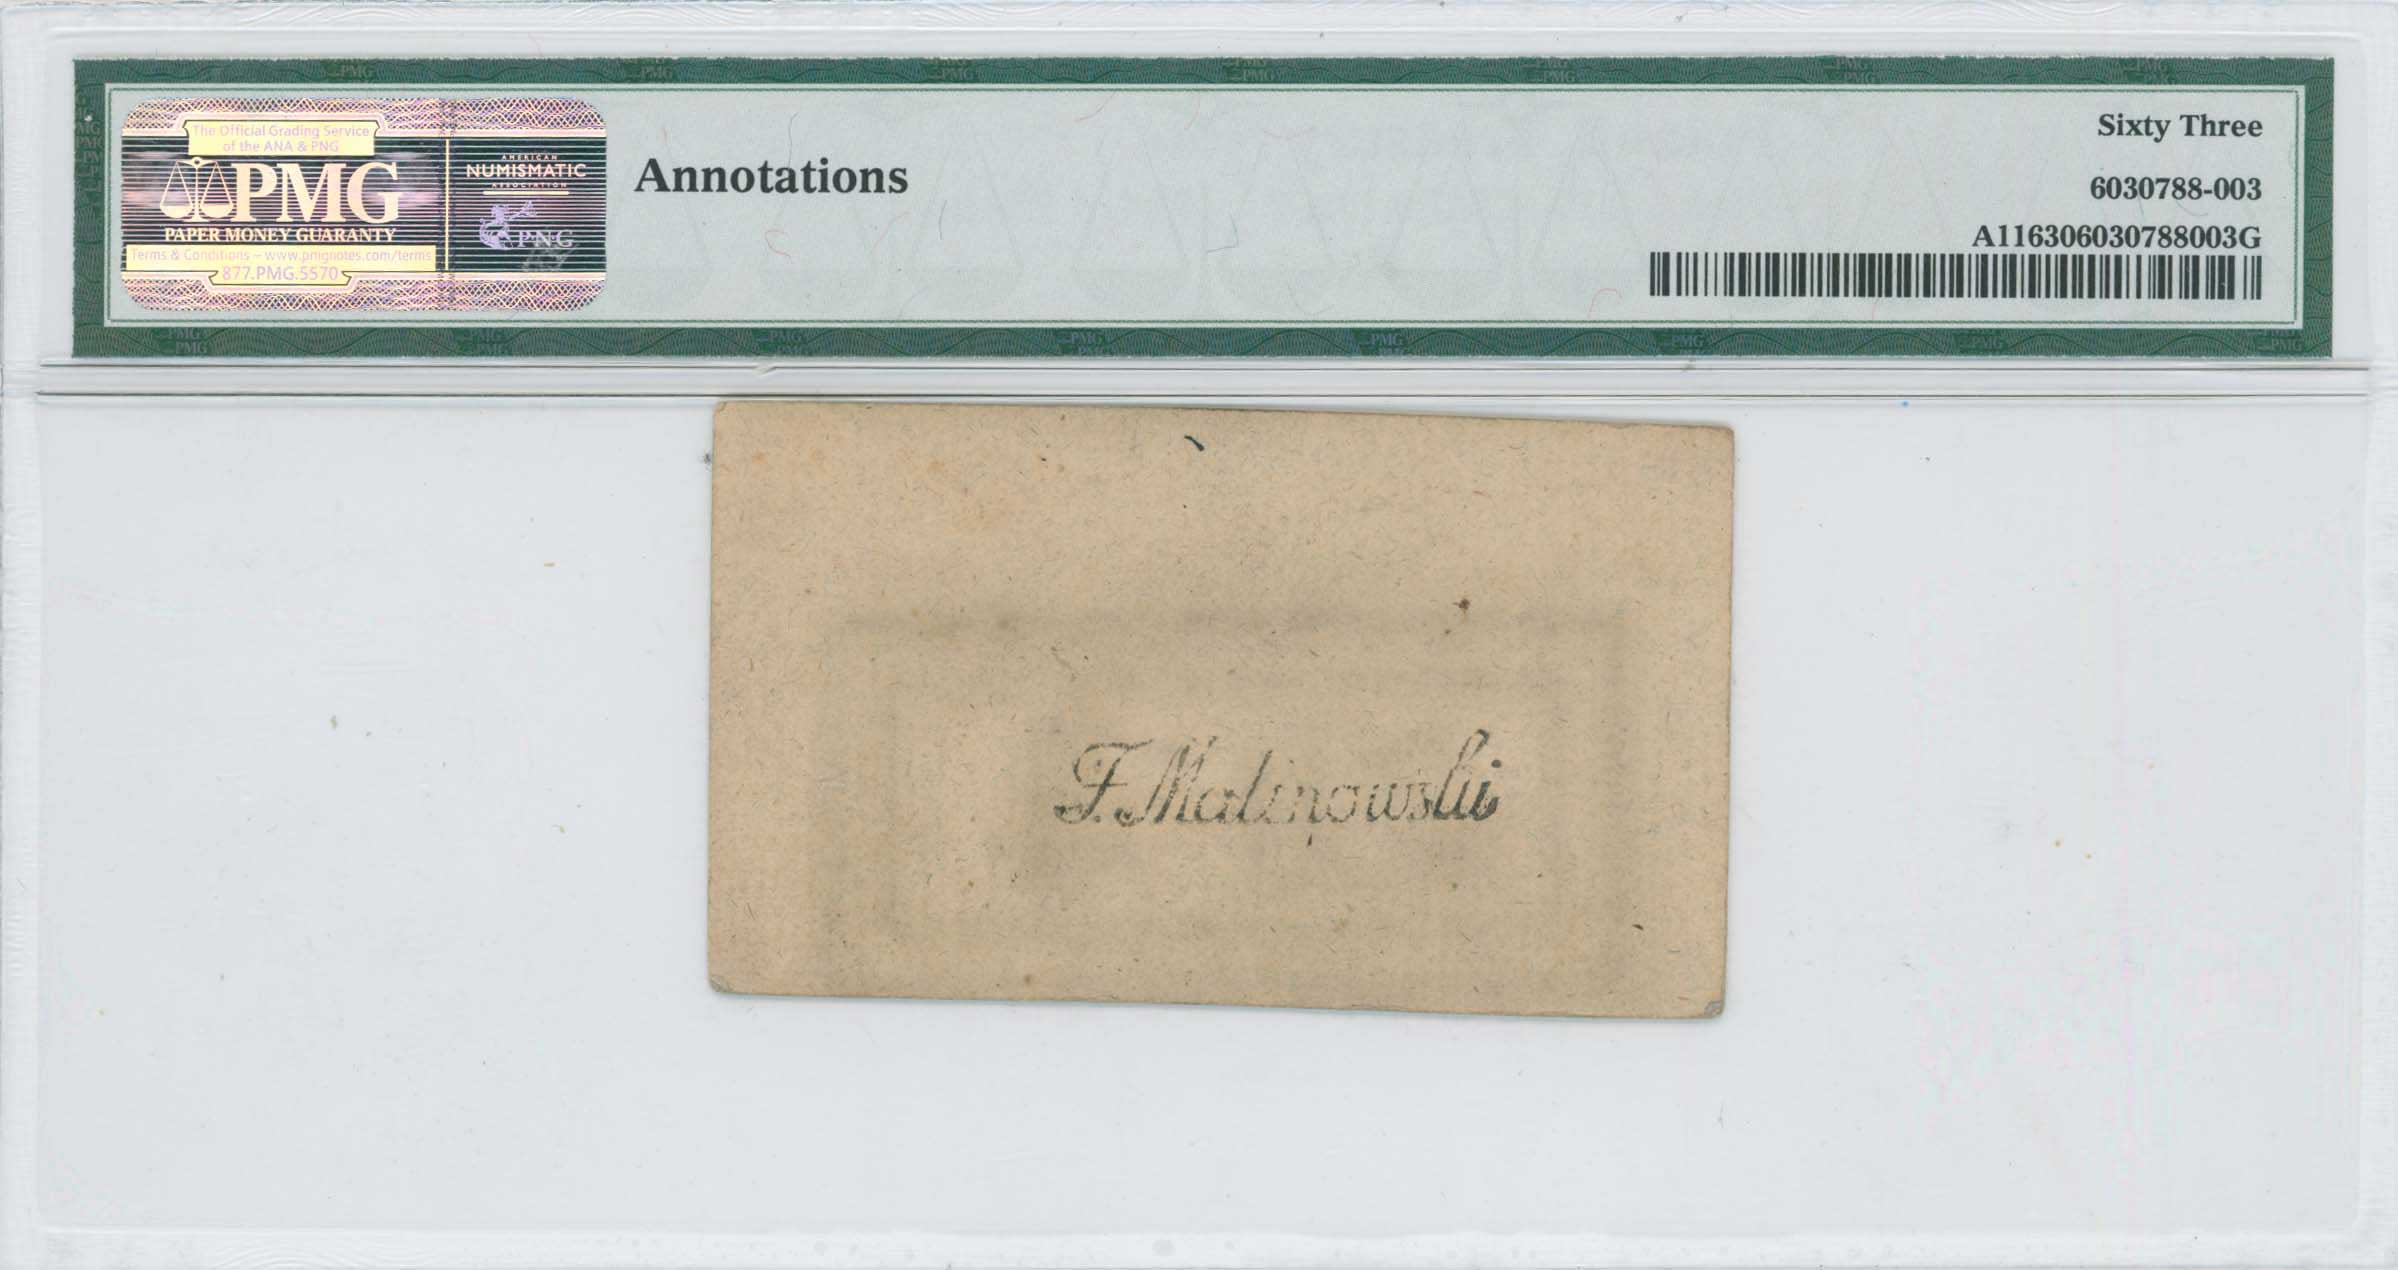 The Official Grading Service
of the ANA & PNG
PMG
PAPER MONEY GUARANTY
Terms & Conditions – www.pmgnotes.com/terms
877.PMG.5570
AMERICAN
NUMISMATIC
ASSOCIATION
PNG
Annotations
Sixty Three
6030788-003
A116306030788003G
F. Malinowski